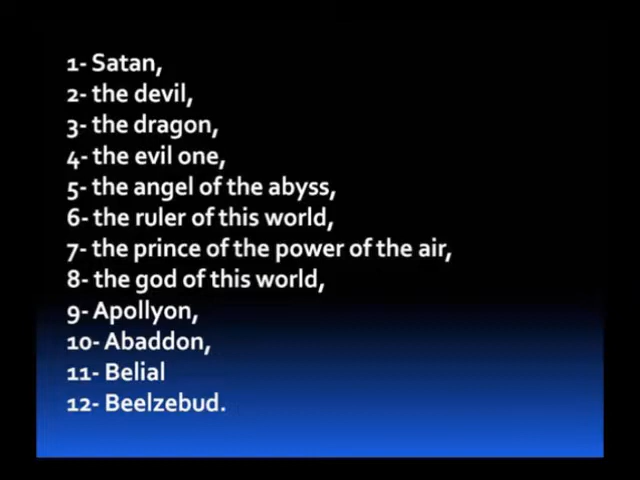 1- Satan,
2- the devil,
3- the dragon,
4- the evil one,
5- the angel of the abyss,
6- the ruler of this world,
7- the prince of the power of the air,
8- the god of this world,
9- Apollyon,
10- Abaddon,
11- Belial
12- Beelzebud.